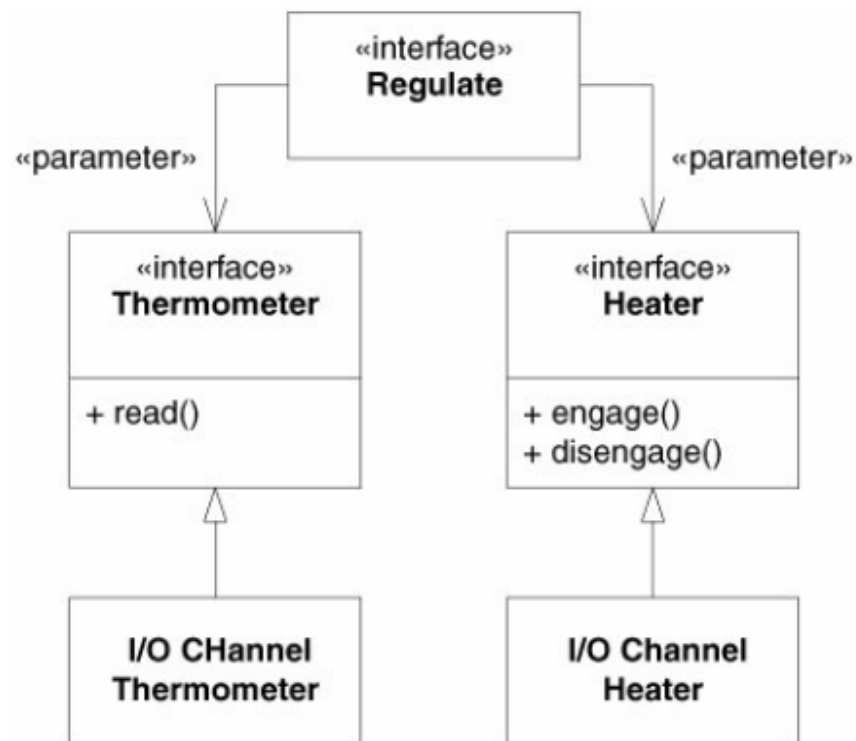 «interface»
Regulate
«parameter»
«parameter»
«interface»
Thermometer
+ read()
«interface»
Heater
+ engage()
+ disengage()
I/O CHannel
Thermometer
I/O Channel
Heater